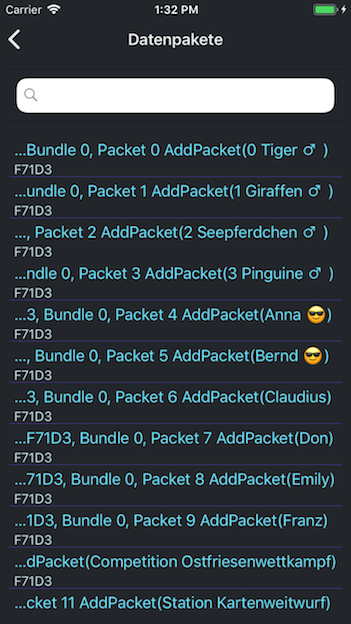 Carrier 1:32 PM
Datenpakete
...Bundle 0, Packet 0 AddPacket(0 Tiger ♂ )
F71D3
...undle 0, Packet 1 AddPacket(1 Giraffen ♂ )
F71D3
..., Packet 2 AddPacket(2 Seepferdchen ♂ )
F71D3
...ndle 0, Packet 3 AddPacket(3 Pinguine ♂ )
F71D3
...3, Bundle 0, Packet 4 AddPacket(Anna 😎)
F71D3
..., Bundle 0, Packet 5 AddPacket(Bernd 😎)
F71D3
...3, Bundle 0, Packet 6 AddPacket(Claudius)
F71D3
...F71D3, Bundle 0, Packet 7 AddPacket(Don)
F71D3
...71D3, Bundle 0, Packet 8 AddPacket(Emily)
F71D3
...1D3, Bundle 0, Packet 9 AddPacket(Franz)
F71D3
...dPacket(Competition Ostfriesenwettkampf)
F71D3
...cket 11 AddPacket(Station Kartenweitwurf)